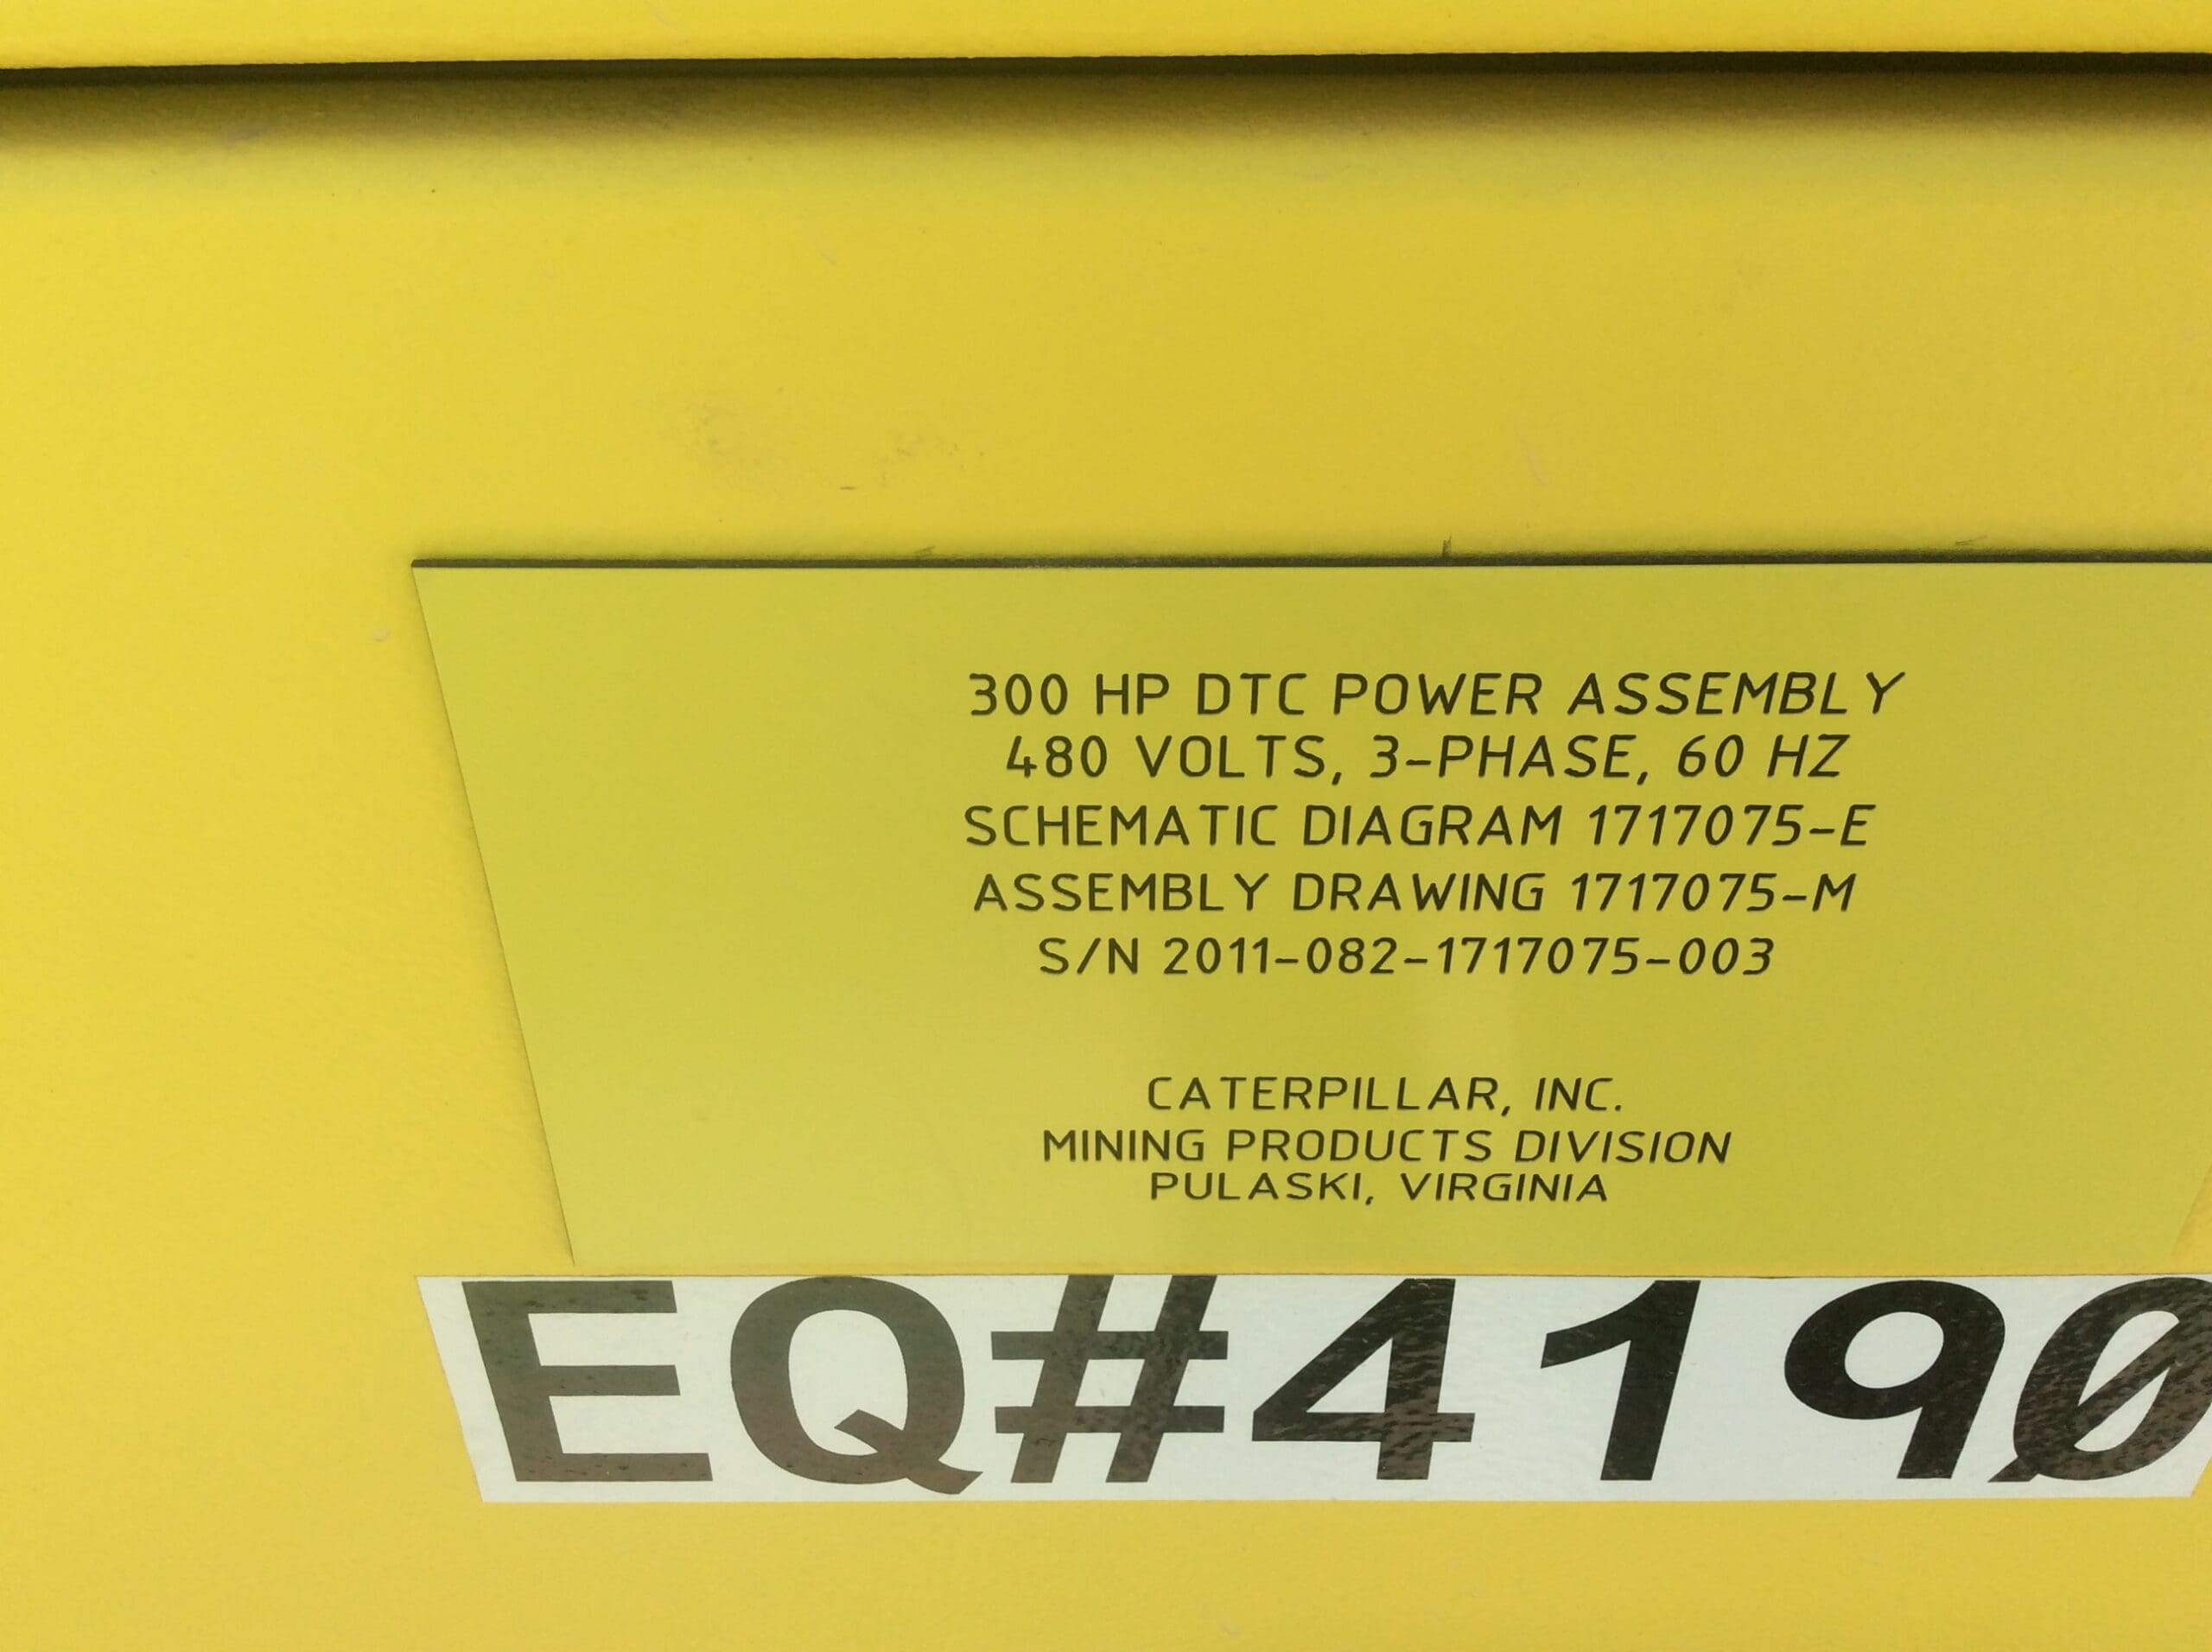 300 HP DTC POWER ASSEMBLY
480 VOLTS, 3-PHASE, 60 HZ
SCHEMATIC DIAGRAM 1717075-E
ASSEMBLY DRAWING 1717075-M
S/N 2011-082-1717075-003
CATERPILLAR, INC.
MINING PRODUCTS DIVISION
PULASKI, VIRGINIA
EQ#4190